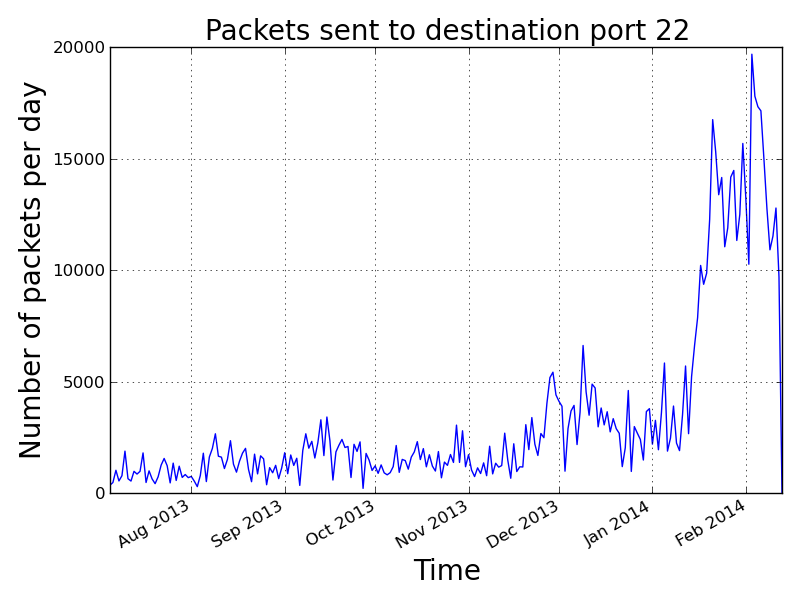 Packets sent to destination port 22
Number of packets per day
20000
15000
10000
5000
0
Aug 2013
Sep 2013
Oct 2013
Nov 2013
Dec 2013
Jan 2014
Feb 2014
Time